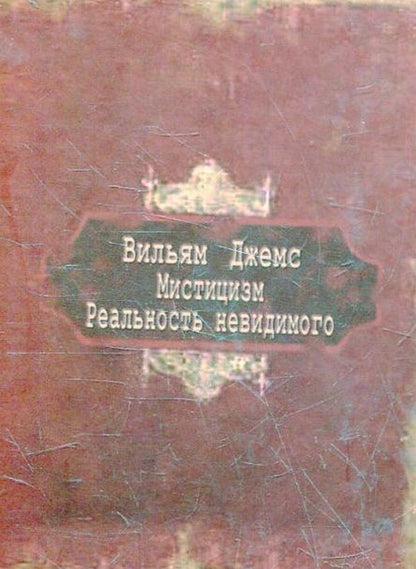 Вильям Джемс
Мистицизм
Реальность невидимого